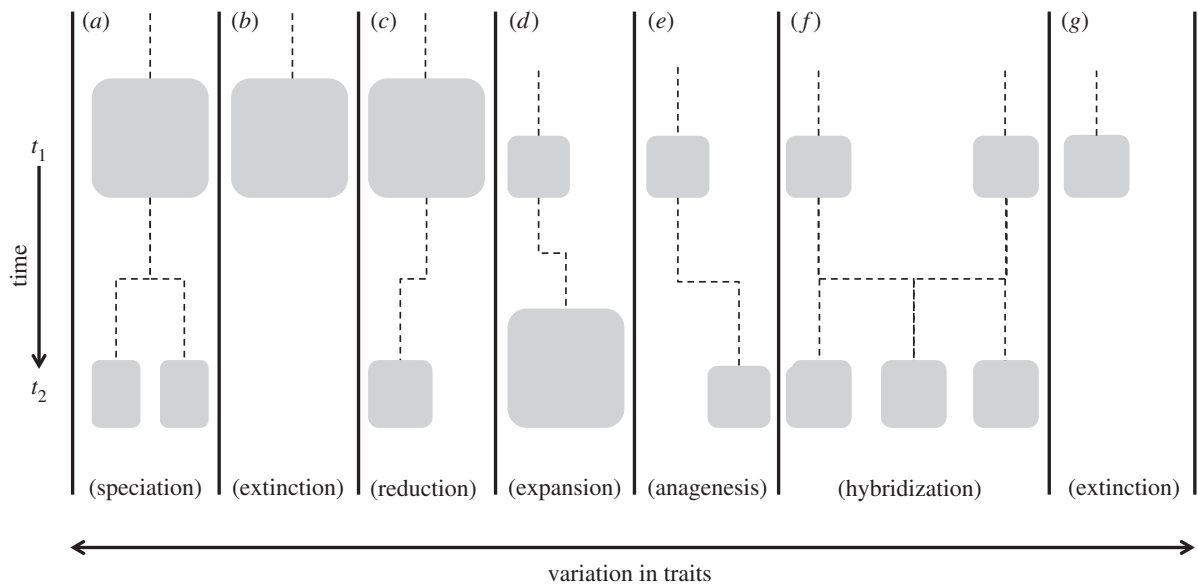 (a) (b) (c) (d) (e) (f) (g)
t1
time
t2
(speciation) (extinction) (reduction) (expansion) (anagenesis) (hybridization) (extinction)
variation in traits